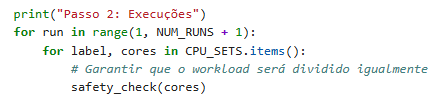 print("Passo 2: Execuções")
for run in range(1, NUM_RUNS + 1):
    for label, cores in CPU_SETS.items():
        # Garantir que o workload será dividido igualmente
        safety_check(cores)